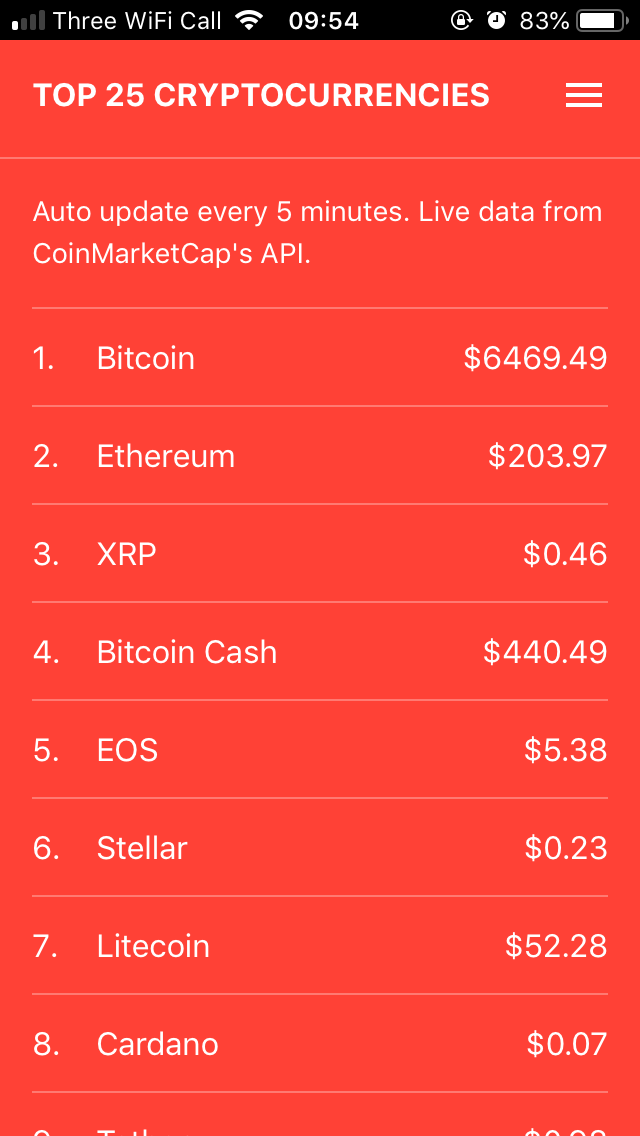 Three WiFi Call 09:54 83%
TOP 25 CRYPTOCURRENCIES
Auto update every 5 minutes. Live data from
CoinMarketCap's API.
1. Bitcoin $6469.49
2. Ethereum $203.97
3. XRP $0.46
4. Bitcoin Cash $440.49
5. EOS $5.38
6. Stellar $0.23
7. Litecoin $52.28
8. Cardano $0.07